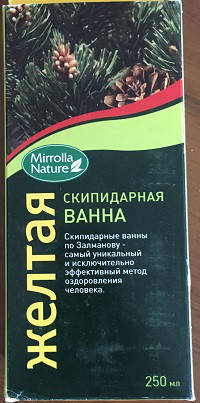 Mirrolla
Nature
желтая
СКИПИДАРНАЯ
ВАННА
Скипидарные ванны
по Залманову -
самый уникальный
и исключительно
эффективный метод
оздоровления
человека.
250 мл